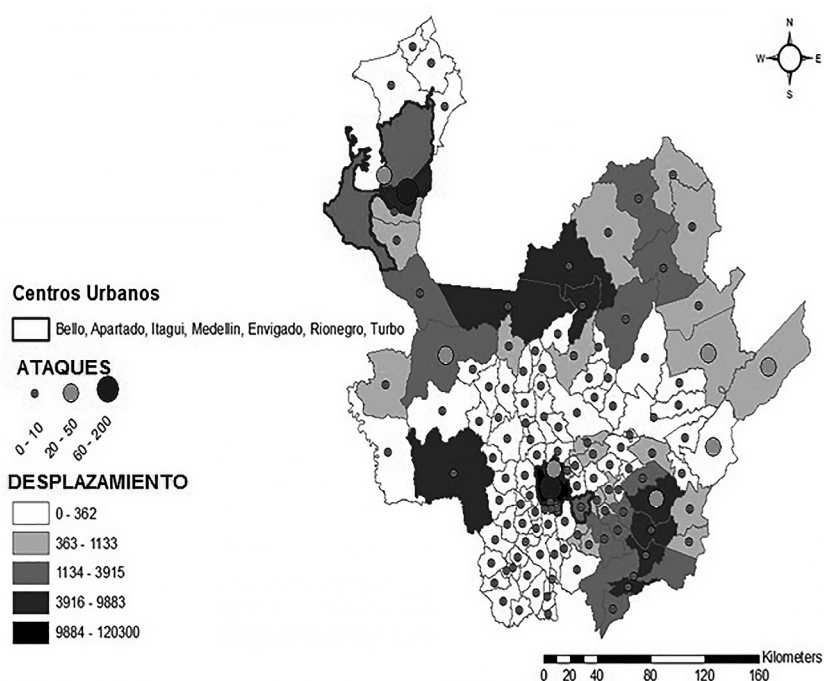 N
W E
S
Centros Urbanos
Bello, Apartado, Itagui, Medellin, Envigado, Rionegro, Turbo
ATAQUES
0 - 10
20 - 50
60 - 200
DESPLAZAMIENTO
0 - 362
363 - 1133
1134 - 3915
3916 - 9883
9884 - 120300
Kilometers
0 20 40 80 120 160